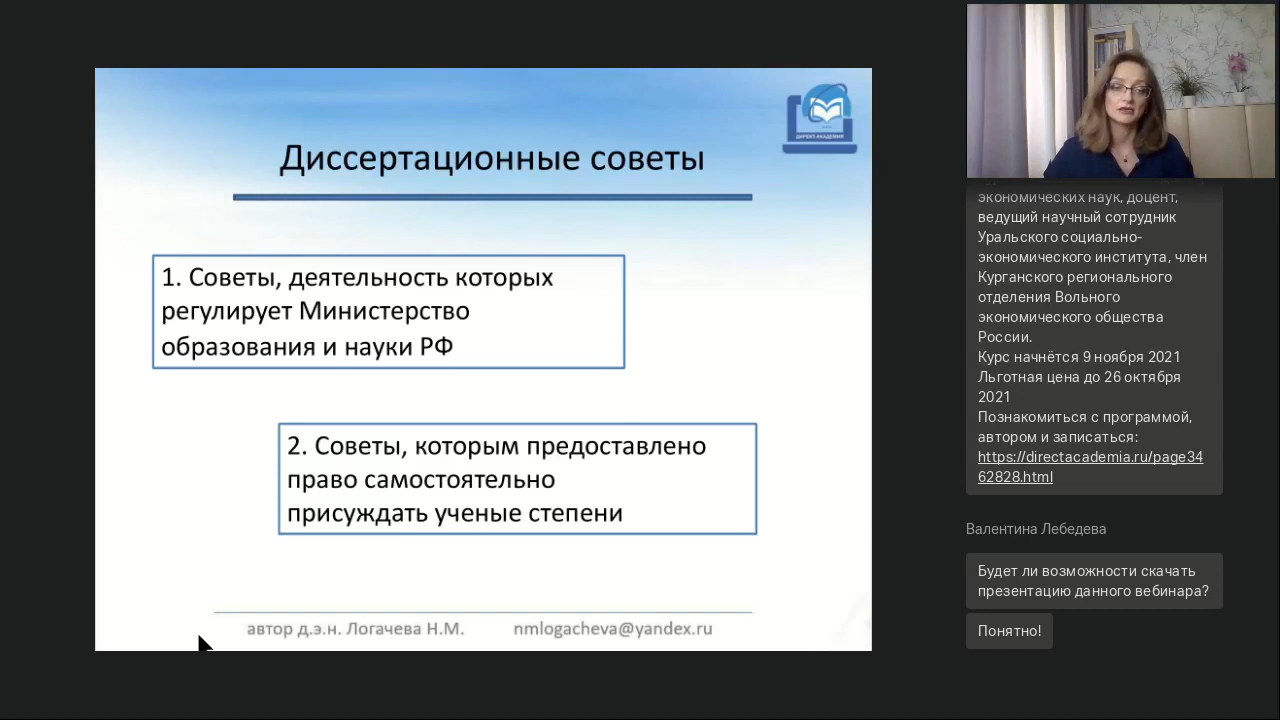 Диссертационные советы
ДИРЕКТ-АКАДЕМИЯ
1. Советы, деятельность которых
регулирует Министерство
образования и науки РФ
2. Советы, которым предоставлено
право самостоятельно
присуждать ученые степени
автор д.э.н. Логачева Н.М. nmlogacheva@yandex.ru
экономических наук, доцент,
ведущий научный сотрудник
Уральского социально-
экономического института, член
Курганского регионального
отделения Вольного
экономического общества
России.
Курс начнётся 9 ноября 2021
Льготная цена до 26 октября
2021
Познакомиться с программой,
автором и записаться:
https://directacademia.ru/page34
62828.html
Валентина Лебедева
Будет ли возможности скачать
презентацию данного вебинара?
Понятно!